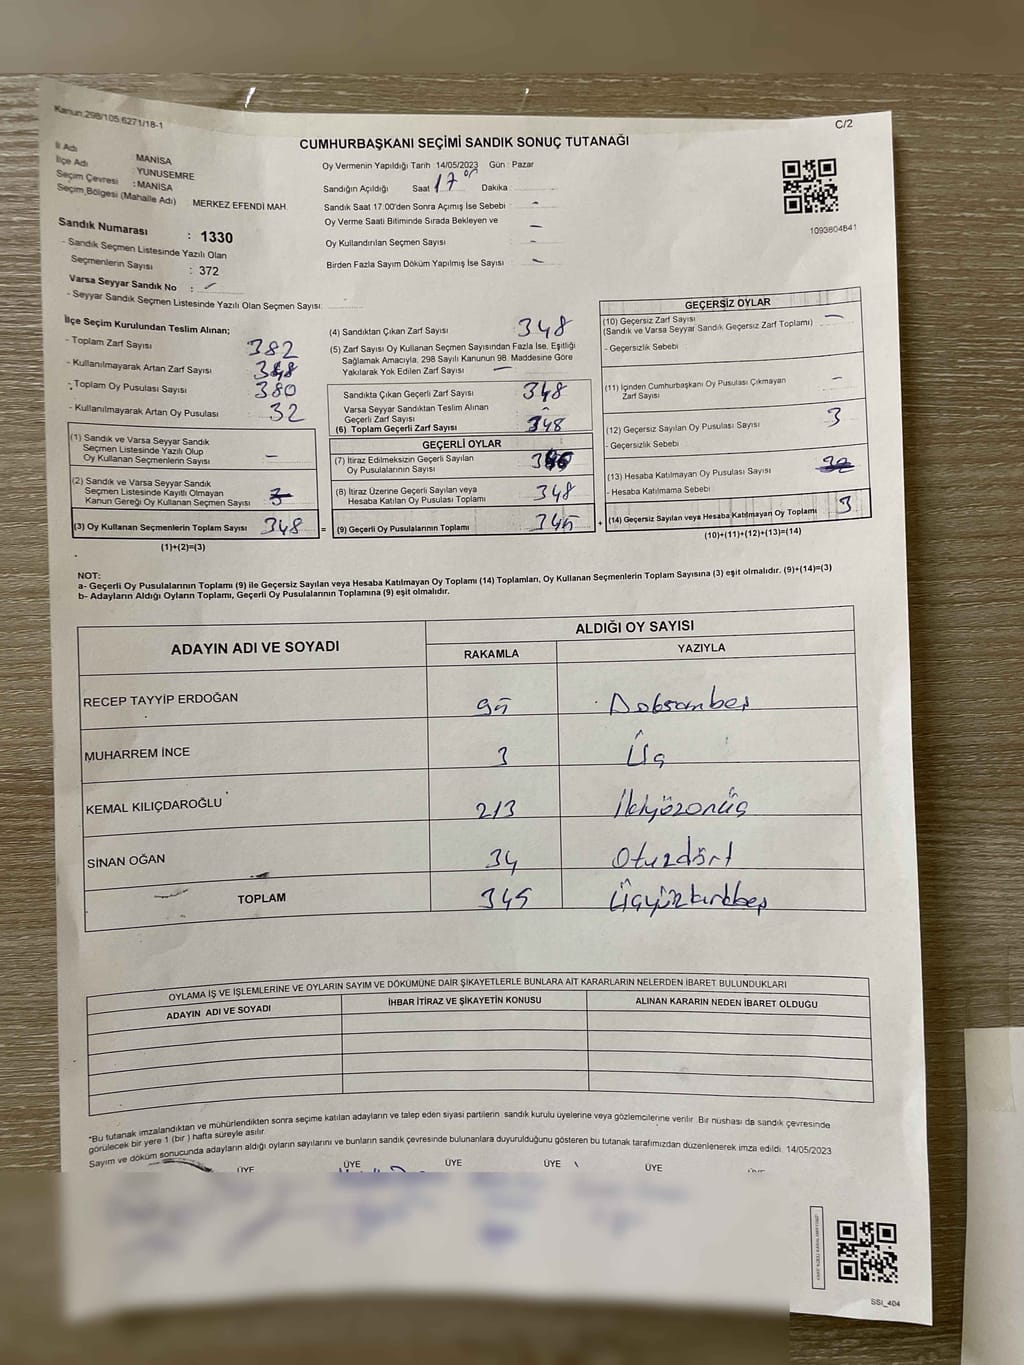 Kanun:298/105,6271/18-1
C/2
CUMHURBAŞKANI SEÇİMİ SANDIK SONUÇ TUTANAĞI
İl Adı : MANİSA
İlçe Adı : YUNUSEMRE
Seçim Çevresi : MANİSA
Seçim Bölgesi (Mahalle Adı) MERKEZ EFENDİ MAH.
Oy Vermenin Yapıldığı Tarih 14/05/2023 Gün : Pazar
Sandığın Açıldığı Saat 17 00 Dakika
Sandık Saat 17.00'den Sonra Açımış İse Sebebi -
Oy Verme Saati Bitiminde Sırada Bekleyen ve
Oy Kullandırılan Seçmen Sayısı -
Birden Fazla Sayım Döküm Yapılmış İse Sayısı -
1093804841
Sandık Numarası : 1330
- Sandık Seçmen Listesinde Yazılı Olan
Seçmenlerin Sayısı : 372
Varsa Seyyar Sandık No :
- Seyyar Sandık Seçmen Listesinde Yazılı Olan Seçmen Sayısı:
İlçe Seçim Kurulundan Teslim Alınan;
- Toplam Zarf Sayısı 382
- Kullanılmayarak Artan Zarf Sayısı
- Toplam Oy Pusulası Sayısı 380
- Kullanılmayarak Artan Oy Pusulası 32
(1) Sandık ve Varsa Seyyar Sandık
Seçmen Listesinde Yazılı Olup
Oy Kullanan Seçmenlerin Sayısı -
(2) Sandık ve Varsa Seyyar Sandık
Seçmen Listesinde Kayıtlı Olmayan
Kanun Gereği Oy Kullanan Seçmen Sayısı 3
(3) Oy Kullanan Seçmenlerin Toplam Sayısı 348 =
(1)+(2)=(3)
(4) Sandıktan Çıkan Zarf Sayısı 348
(5) Zarf Sayısı Oy Kullanan Seçmen Sayısından Fazla İse, Eşitliği
Sağlamak Amacıyla, 298 Sayılı Kanunun 98. Maddesine Göre
Yakılarak Yok Edilen Zarf Sayısı -
Sandıkta Çıkan Geçerli Zarf Sayısı 348
Varsa Seyyar Sandıktan Teslim Alınan
Geçerli Zarf Sayısı -
(6) Toplam Geçerli Zarf Sayısı 348
GEÇERLİ OYLAR
(7) İtiraz Edilmeksizin Geçerli Sayılan
Oy Pusulalarının Sayısı
(8) İtiraz Üzerine Geçerli Sayılan veya
Hesaba Katılan Oy Pusulası Toplamı 348
(9) Geçerli Oy Pusulalarının Toplamı 345 +
GEÇERSİZ OYLAR
(10) Geçersiz Zarf Sayısı -
(Sandık ve Varsa Seyyar Sandık Geçersiz Zarf Toplamı)
- Geçersizlik Sebebi
(11) İçinden Cumhurbaşkanı Oy Pusulası Çıkmayan
Zarf Sayısı -
(12) Geçersiz Sayılan Oy Pusulası Sayısı 3
- Geçersizlik Sebebi
(13) Hesaba Katılmayan Oy Pusulası Sayısı 32
- Hesaba Katılmama Sebebi
(14) Geçersiz Sayılan veya Hesaba Katılmayan Oy Toplamı 3
(10)+(11)+(12)+(13)=(14)
NOT:
a- Geçerli Oy Pusulalarının Toplamı (9) ile Geçersiz Sayılan veya Hesaba Katılmayan Oy Toplamı (14) Toplamları, Oy Kullanan Seçmenlerin Toplam Sayısına (3) eşit olmalıdır. (9)+(14)=(3)
b- Adayların Aldığı Oyların Toplamı, Geçerli Oy Pusulalarının Toplamına (9) eşit olmalıdır.
ADAYIN ADI VE SOYADI
ALDIĞI OY SAYISI
RAKAMLA YAZIYLA
RECEP TAYYİP ERDOĞAN 95 Doksanbeş
MUHARREM İNCE 3 Üç
KEMAL KILIÇDAROĞLU 213 İkiyüzonüç
SİNAN OĞAN 34 Otuzdört
TOPLAM 345 Üçyüzkırkbeş
OYLAMA İŞ VE İŞLEMLERİNE VE OYLARIN SAYIM VE DÖKÜMÜNE DAİR ŞİKAYETLERLE BUNLARA AİT KARARLARIN NELERDEN İBARET BULUNDUKLARI
ADAYIN ADI VE SOYADI İHBAR İTİRAZ VE ŞİKAYETİN KONUSU ALINAN KARARIN NEDEN İBARET OLDUĞU
*Bu tutanak imzalandıktan ve mühürlendikten sonra seçime katılan adayların ve talep eden siyasi partilerin sandık kurulu üyelerine veya gözlemcilerine verilir. Bir nüshası da sandık çevresinde
görülecek bir yere 1 (bir) hafta süreyle asılır.
Sayım ve döküm sonucunda adayların aldığı oyların sayılarını ve bunların sandık çevresinde bulunanlara duyurulduğunu gösteren bu tutanak tarafımızdan düzenlenerek imza edildi. 14/05/2023
ÜYE ÜYE ÜYE ÜYE ÜYE
SSI_404